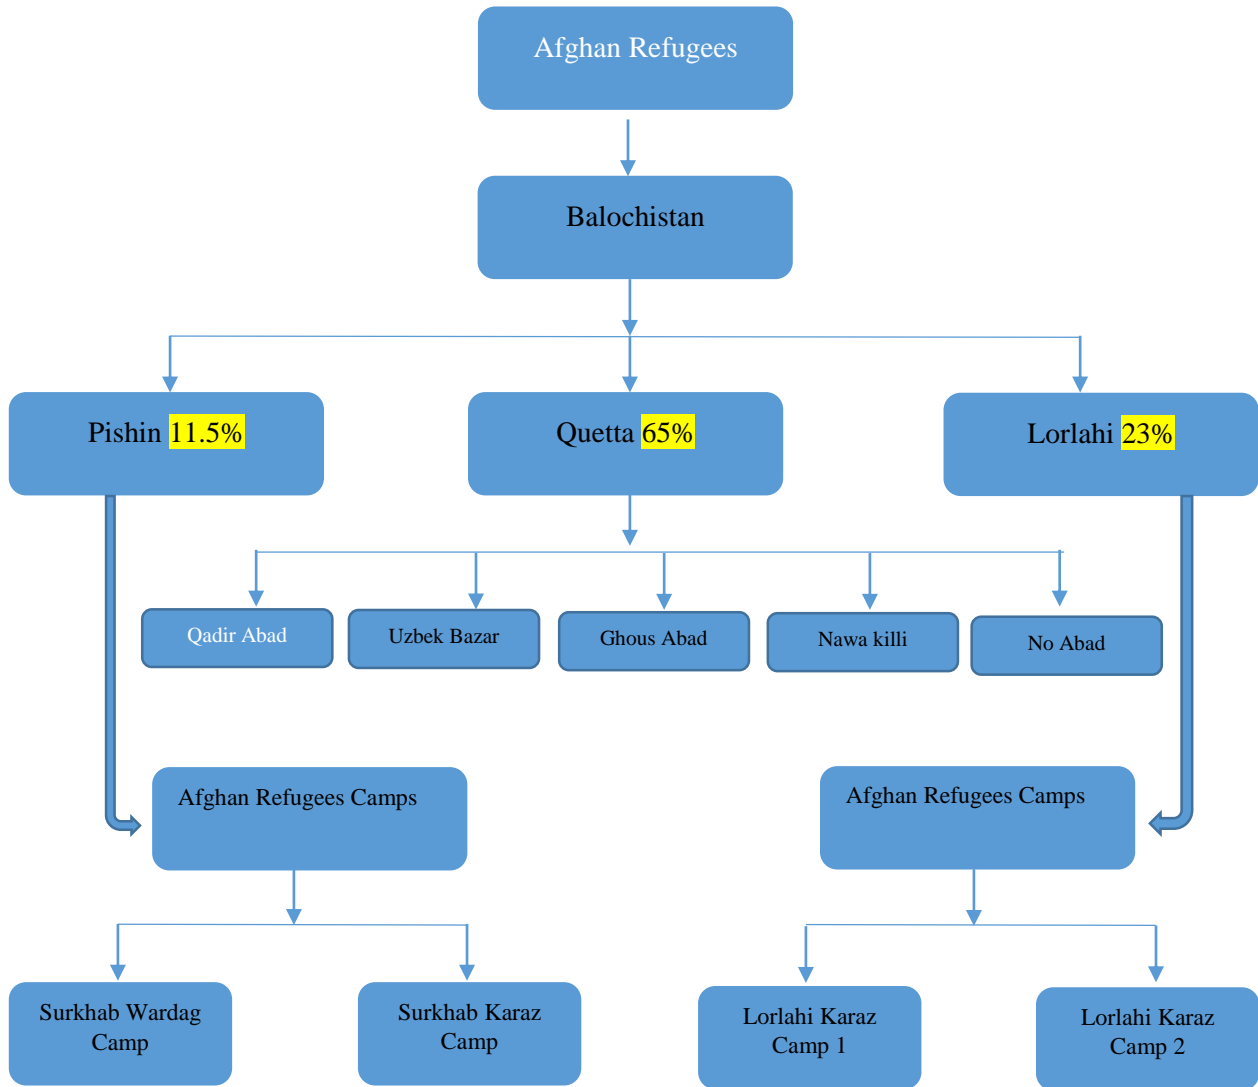 Afghan Refugees
Balochistan
Pishin 11.5%
Quetta 65%
Lorlahi 23%
Qadir Abad
Uzbek Bazar
Ghous Abad
Nawa killi
No Abad
Afghan Refugees Camps
Afghan Refugees Camps
Surkhab Wardag
Camp
Surkhab Karaz
Camp
Lorlahi Karaz
Camp 1
Lorlahi Karaz
Camp 2